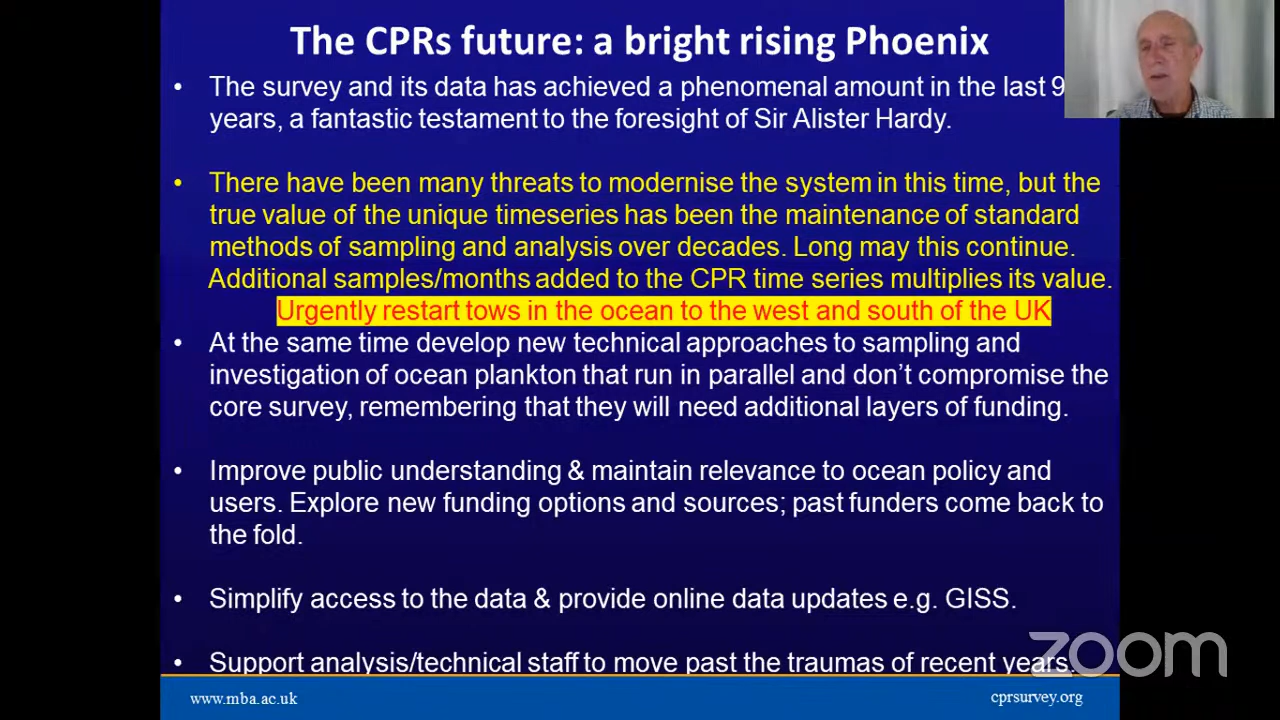 The CPRs future: a bright rising Phoenix
• The survey and its data has achieved a phenomenal amount in the last 9
years, a fantastic testament to the foresight of Sir Alister Hardy.
• There have been many threats to modernise the system in this time, but the
true value of the unique timeseries has been the maintenance of standard
methods of sampling and analysis over decades. Long may this continue.
Additional samples/months added to the CPR time series multiplies its value.
Urgently restart tows in the ocean to the west and south of the UK
• At the same time develop new technical approaches to sampling and
investigation of ocean plankton that run in parallel and don’t compromise the
core survey, remembering that they will need additional layers of funding.
• Improve public understanding & maintain relevance to ocean policy and
users. Explore new funding options and sources; past funders come back to
the fold.
• Simplify access to the data & provide online data updates e.g. GISS.
• Support analysis/technical staff to move past the traumas of recent years.
zoom
www.mba.ac.uk
cprsurvey.org